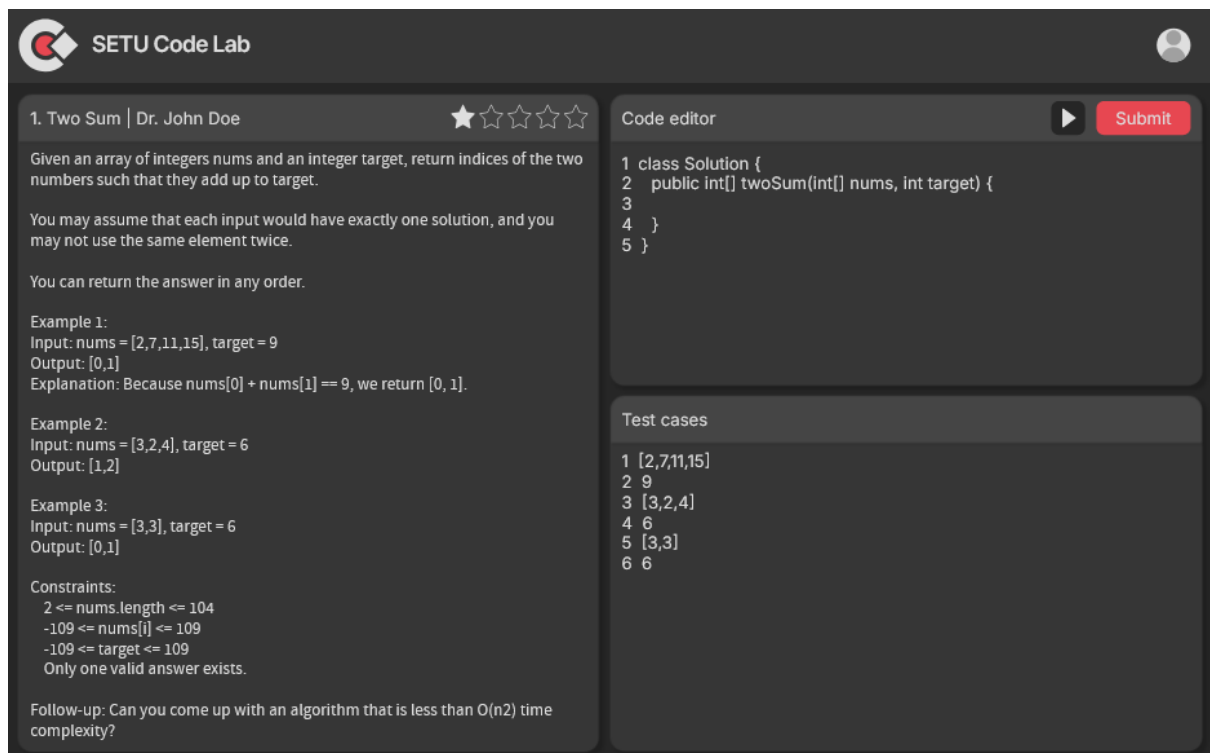 SETU Code Lab
1. Two Sum | Dr. John Doe
Given an array of integers nums and an integer target, return indices of the two
numbers such that they add up to target.
You may assume that each input would have exactly one solution, and you
may not use the same element twice.
You can return the answer in any order.
Example 1:
Input: nums = [2,7,11,15], target = 9
Output: [0,1]
Explanation: Because nums[0] + nums[1] == 9, we return [0, 1].
Example 2:
Input: nums = [3,2,4], target = 6
Output: [1,2]
Example 3:
Input: nums = [3,3], target = 6
Output: [0,1]
Constraints:
2 <= nums.length <= 104
-109 <= nums[i] <= 109
-109 <= target <= 109
Only one valid answer exists.
Follow-up: Can you come up with an algorithm that is less than O(n2) time
complexity?
Code editor
Submit
1 class Solution {
2 public int[] twoSum(int[] nums, int target) {
3
4 }
5 }
Test cases
1 [2,7,11,15]
2 9
3 [3,2,4]
4 6
5 [3,3]
6 6